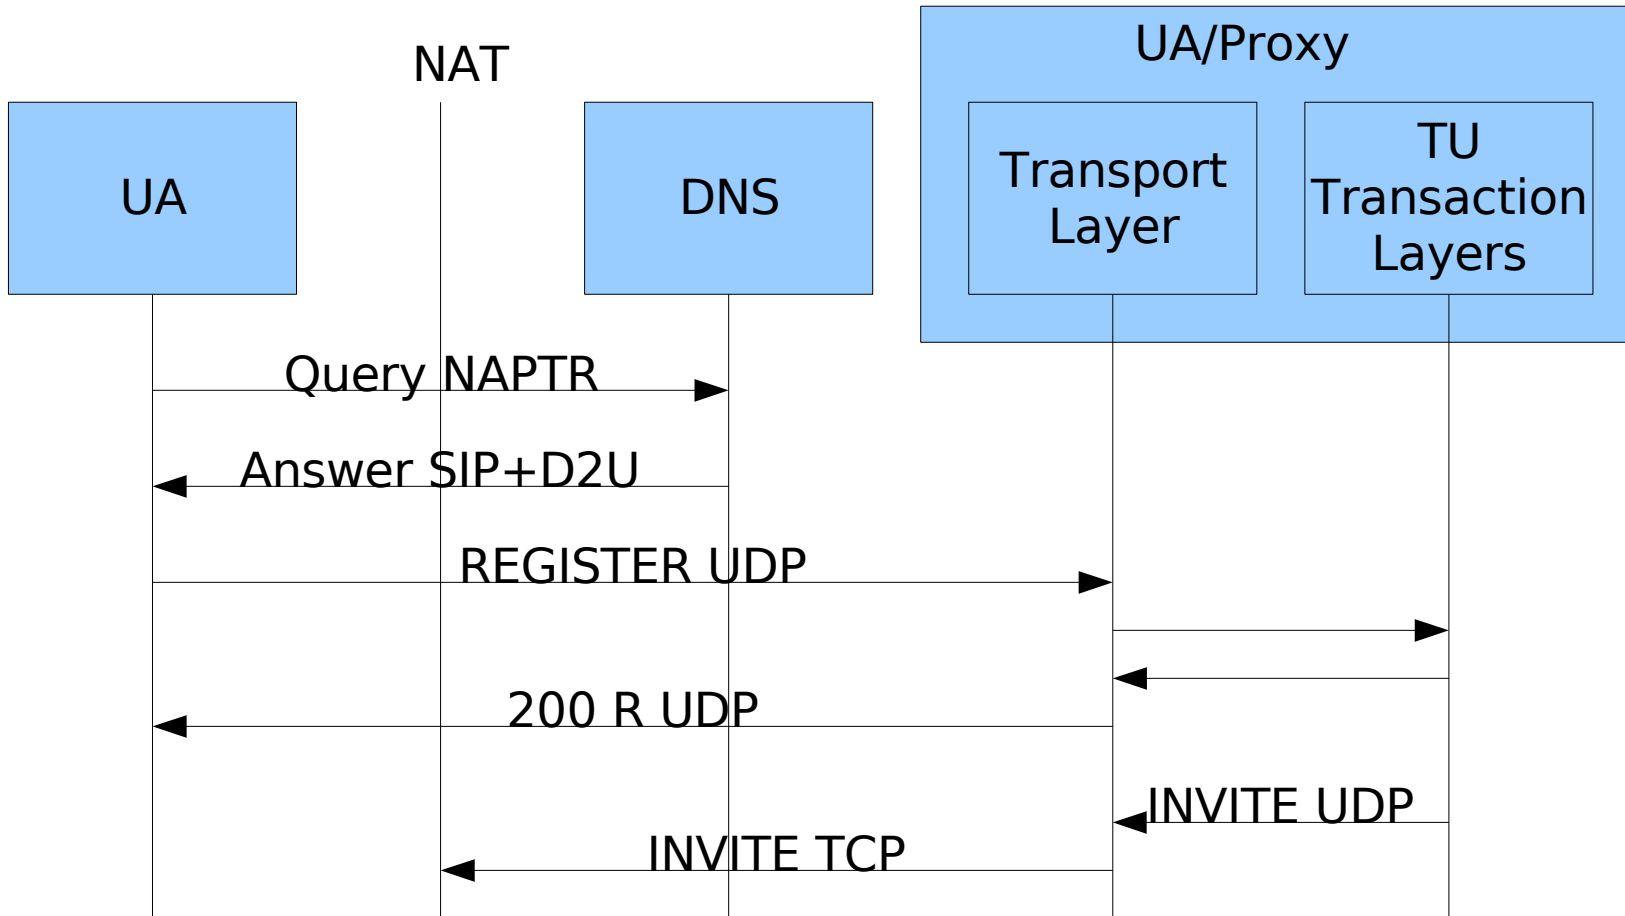 NAT
UA/Proxy
UA
DNS
Transport
Layer
TU
Transaction
Layers
Query NAPTR
Answer SIP+D2U
REGISTER UDP
200 R UDP
INVITE UDP
INVITE TCP